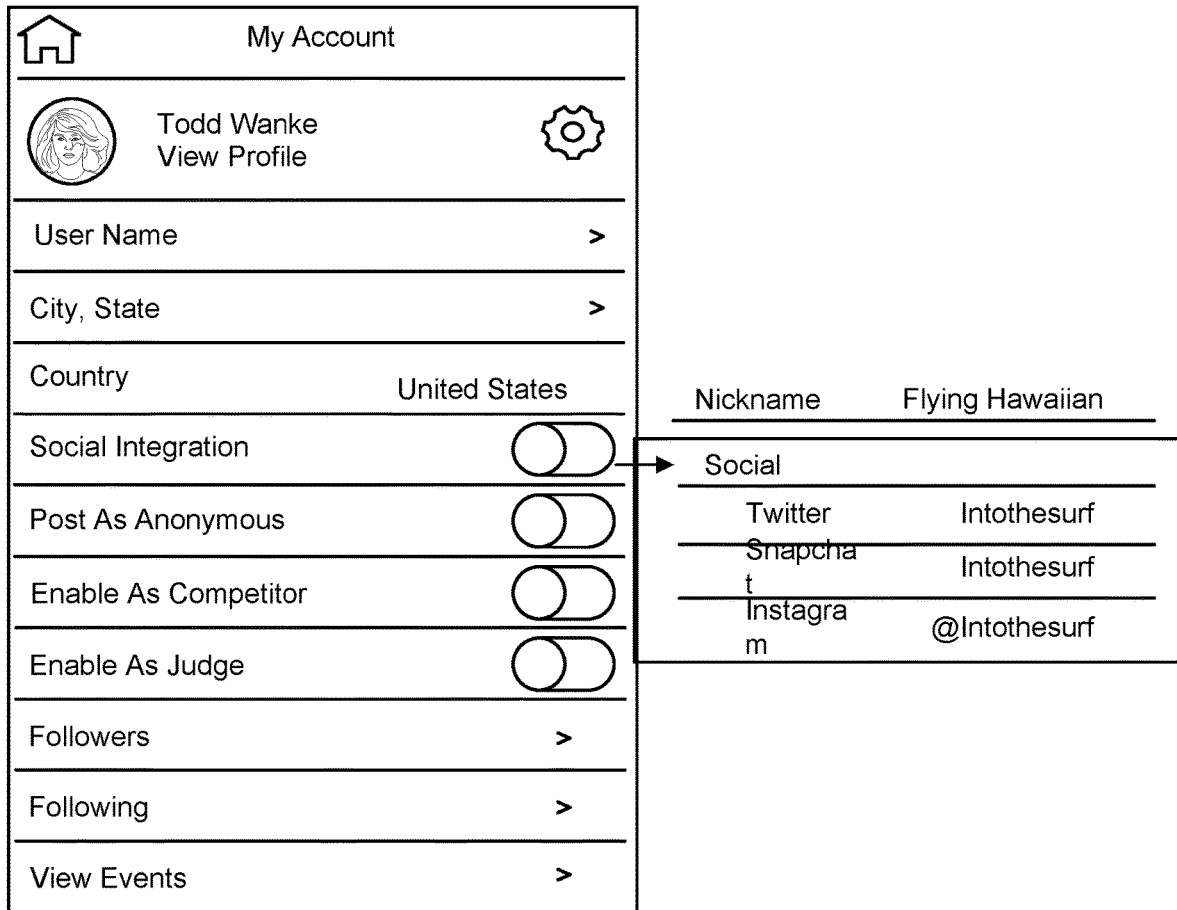 My Account
Todd Wanke
View Profile
User Name >
City, State >
Country United States
Social Integration
Post As Anonymous
Enable As Competitor
Enable As Judge
Followers >
Following >
View Events >
Nickname Flying Hawaiian
Social
Twitter Intothesurf
Snapcha
t Intothesurf
Instagra
m @Intothesurf